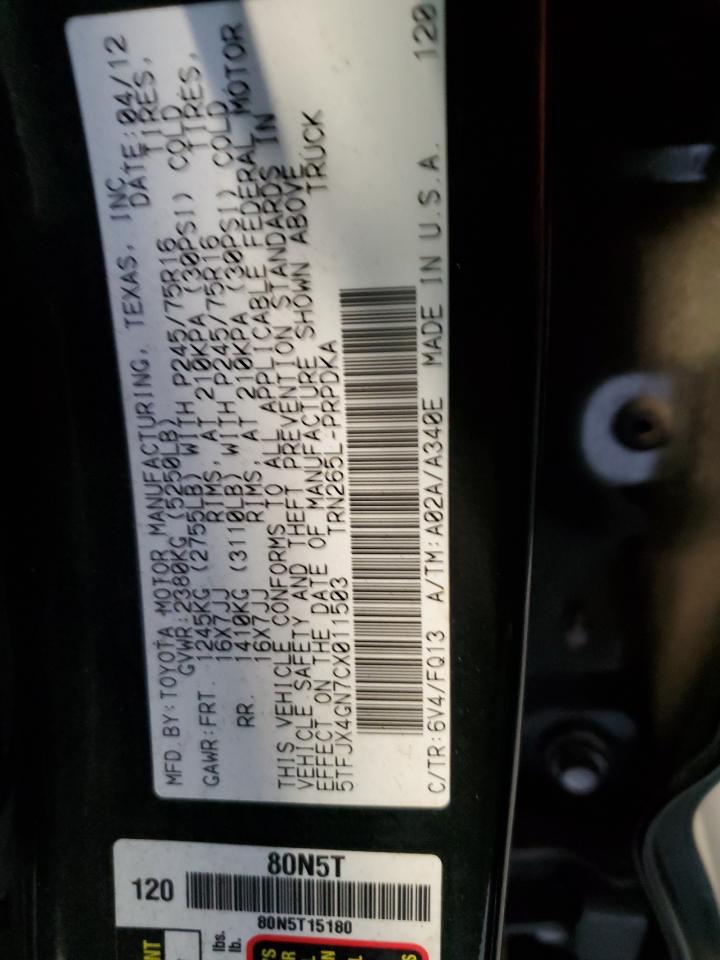 MFD. BY:TOYOTA MOTOR MANUFACTURING, TEXAS, INC.
GVWR:2380KG(5250LB) DATE:04/12
GAWR:FRT. 1245KG (2755LB) WITH P245/75R16 TIRES,
16X7JJ RIMS, AT 210KPA (30PSI) COLD
RR. 1410KG (3110LB) WITH P245/75R16 TIRES,
16X7JJ RIMS, AT 210KPA (30PSI) COLD
THIS VEHICLE CONFORMS TO ALL APPLICABLE FEDERAL MOTOR
VEHICLE SAFETY AND THEFT PREVENTION STANDARDS IN
EFFECT ON THE DATE OF MANUFACTURE SHOWN ABOVE.
5TFJX4GN7CX011503 TRN265L-PRPDKA TRUCK
C/TR:6V4/FQ13 A/TM:A02A/A340E MADE IN U.S.A. 120
80N5T
120
80N5T15180
lbs.
lb.